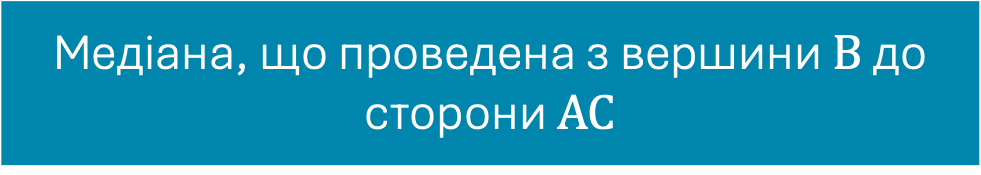 Медіана, що проведена з вершини B до
сторони AC